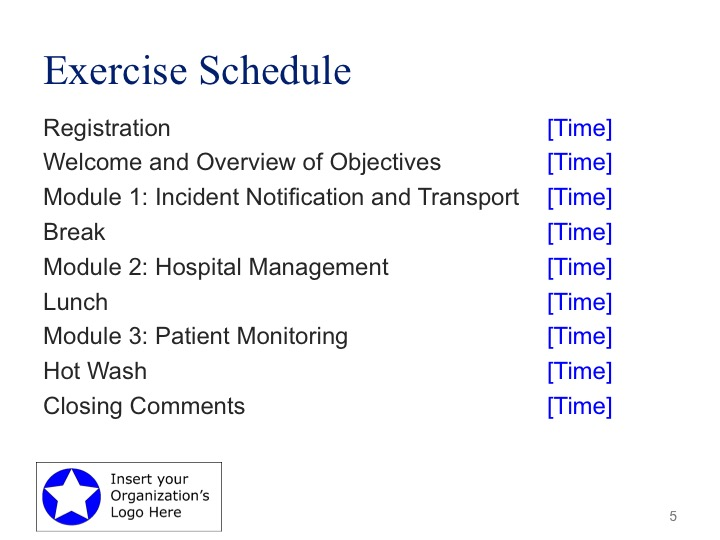 Exercise Schedule
Registration [Time]
Welcome and Overview of Objectives [Time]
Module 1: Incident Notification and Transport [Time]
Break [Time]
Module 2: Hospital Management [Time]
Lunch [Time]
Module 3: Patient Monitoring [Time]
Hot Wash [Time]
Closing Comments [Time]
Insert your
Organization’s
Logo Here
5